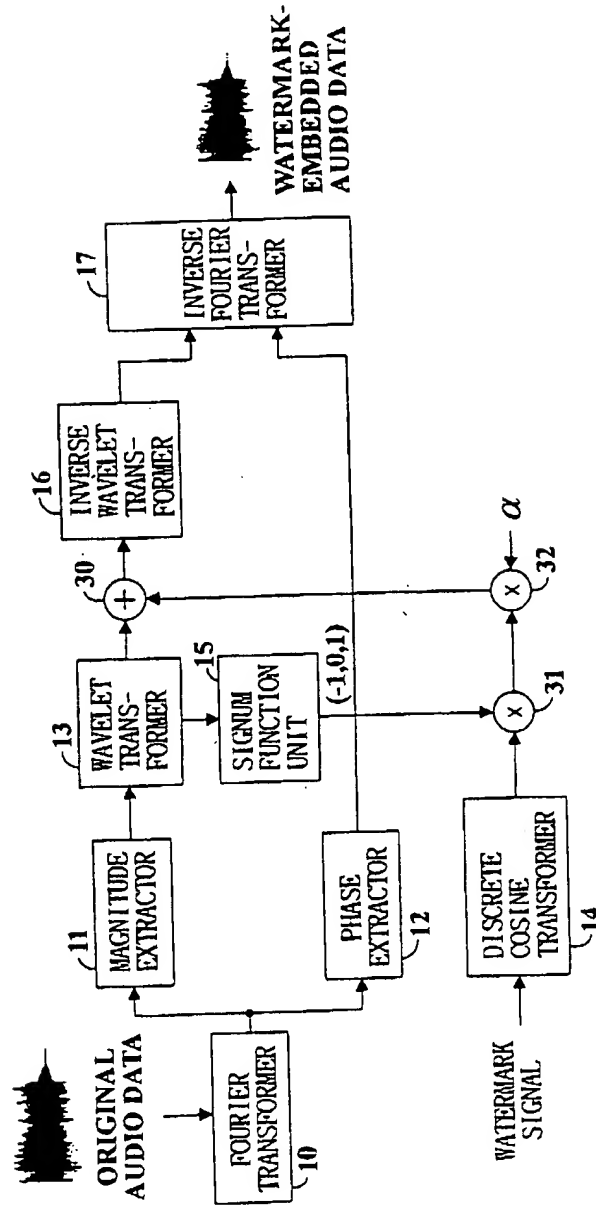 ORIGINAL
AUDIO DATA
FOURIER
TRANSFORMER
10
11
MAGNITUDE
EXTRACTOR
PHASE
EXTRACTOR
12
13
WAVELET
TRANS-
FORMER
15
SIGNUM
FUNCTION
UNIT
(-1,0,1)
WATERMARK
SIGNAL
DISCRETE
COSINE
TRANSFORMER
14
30
+
x
31
x
32
α
16
INVERSE
WAVELET
TRANS-
FORMER
17
INVERSE
FOURIER
TRANS-
FORMER
WATERMARK-
EMBEDDED
AUDIO DATA